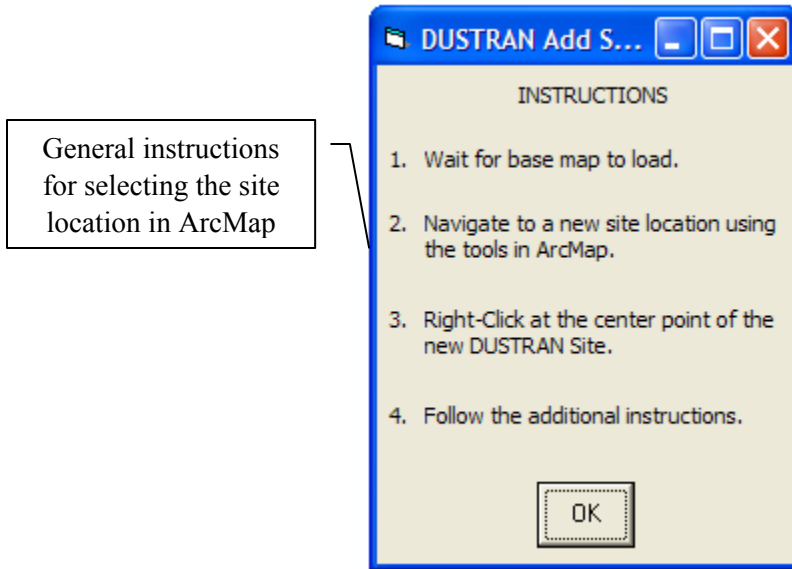 DUSTRAN Add S...
INSTRUCTIONS
General instructions
for selecting the site
location in ArcMap
1. Wait for base map to load.
2. Navigate to a new site location using
the tools in ArcMap.
3. Right-Click at the center point of the
new DUSTRAN Site.
4. Follow the additional instructions.
OK